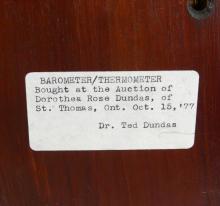 BAROMETER/THERMOMETER
Bought at the Auction of
Dorothea Rose Dundas, of
St. Thomas, Ont. Oct. 15,'77
Dr. Ted Dundas